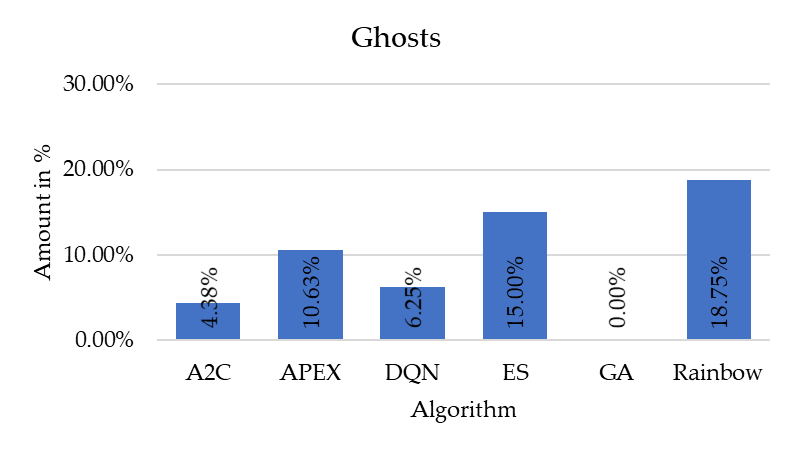 Ghosts
30.00%
20.00%
10.00%
0.00%
Amount in %
4.38%
10.63%
6.25%
15.00%
0.00%
18.75%
A2C APEX DQN ES GA Rainbow
Algorithm